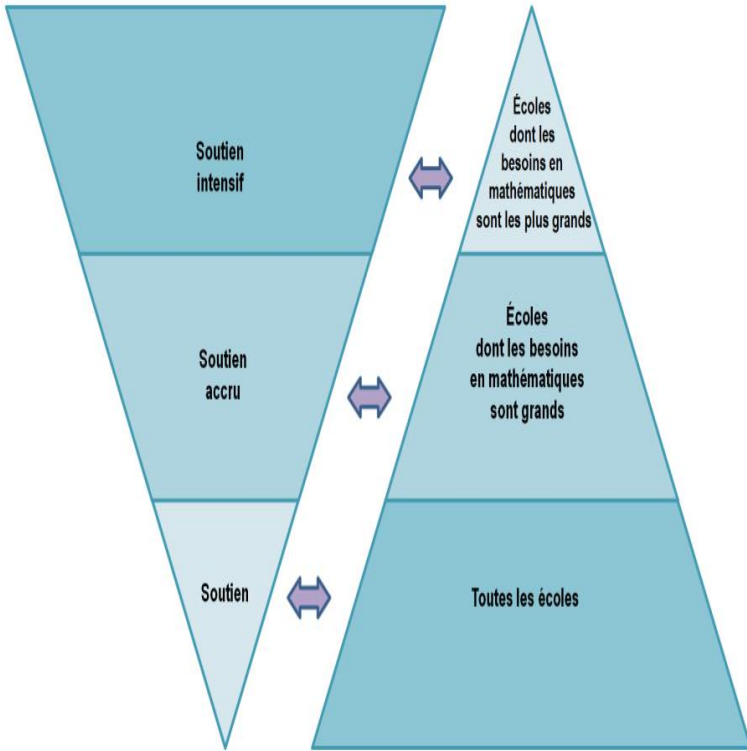 Soutien
intensif
Écoles
dont les
besoins en
mathématiques
sont les plus grands
Soutien
accru
Écoles
dont les besoins
en mathématiques
sont grands
Soutien
Toutes les écoles